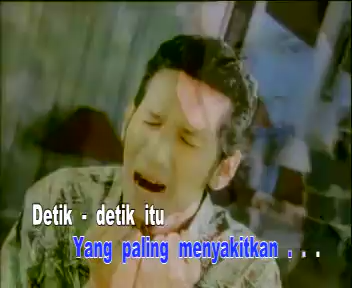 Detik - detik itu
Yang paling menyakitkan . . .